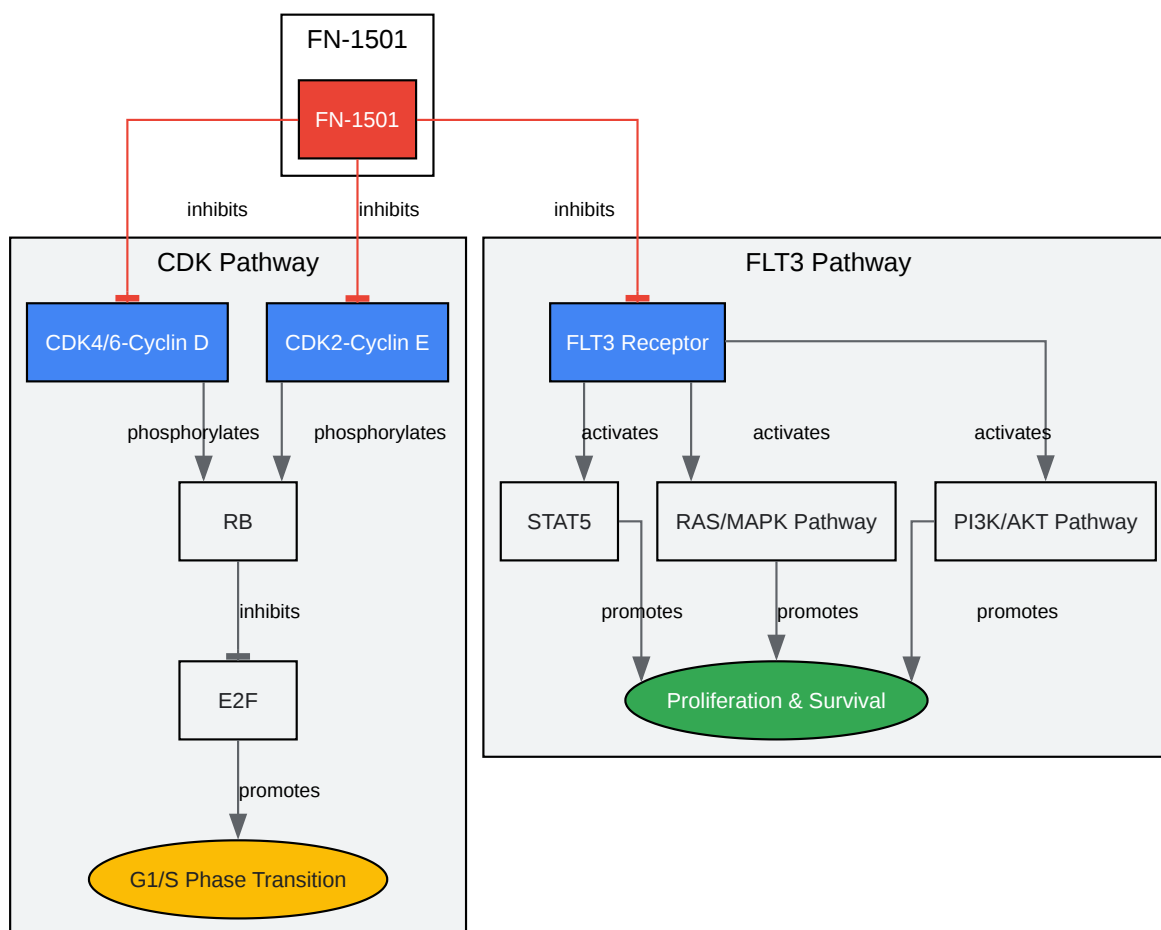 FN-1501
FN-1501
inhibits
inhibits
inhibits
CDK Pathway
FLT3 Pathway
CDK4/6-Cyclin D
CDK2-Cyclin E
FLT3 Receptor
phosphorylates
phosphorylates
activates
activates
activates
RB
STAT5
RAS/MAPK Pathway
PI3K/AKT Pathway
inhibits
promotes
promotes
promotes
E2F
Proliferation & Survival
promotes
G1/S Phase Transition